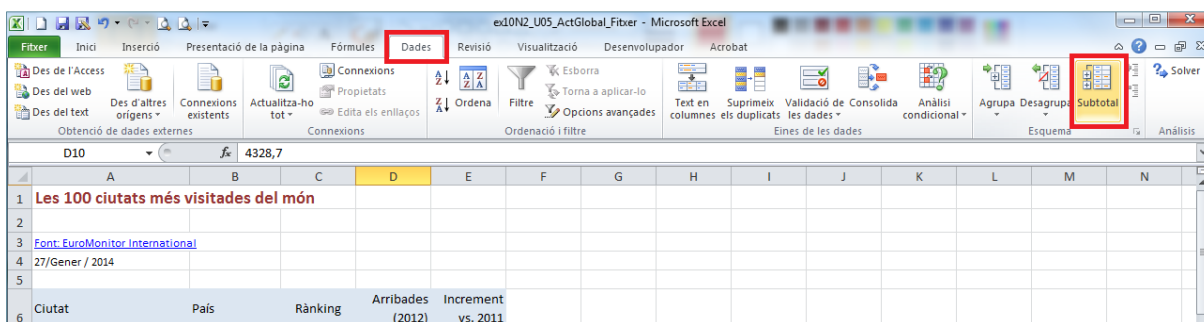 ex10N2_U05_ActGlobal_Fitxer - Microsoft Excel
Fitxer Inici Inserció Presentació de la pàgina Fórmules Dades Revisió Visualització Desenvolupador Acrobat
Des de l'Access
Des del web
Des del text
Des d'altres orígens
Connexions existents
Obtenció de dades externes
Actualitza-ho tot
Connexions
Propietats
Edita els enllaços
Connexions
Ordena
Filtre
Esborra
Torna a aplicar-lo
Opcions avançades
Ordenació i filtre
Text en columnes
Suprimeix els duplicats
Validació de les dades
Consolida
Anàlisi condicional
Eines de les dades
Agrupa
Desagrupa
Subtotal
Esquema
Solver
Anàlisis
D10 fx 4328,7
A B C D E F G H I J K L M N
1 Les 100 ciutats més visitades del món
2
3 Font: EuroMonitor International
4 27/Gener / 2014
5
6 Ciutat País Rànking Arribades (2012) Increment vs. 2011